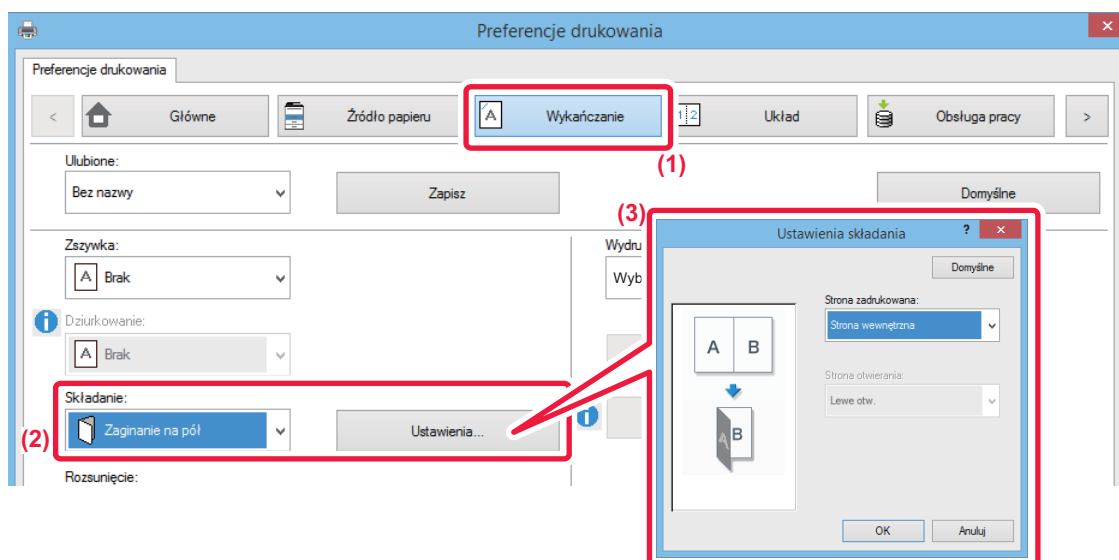 Preferencje drukowania
Preferencje drukowania
< Główne Źródło papieru A Wykańczanie 1 2 Układ Obsługa pracy >
(1)
Ulubione:
Bez nazwy Zapisz Domyślne
(3)
Zszywka: Wydru
A Brak Wyb
Dziurkowanie:
A Brak
Składanie:
(2) Zaginanie na pół Ustawienia...
Rozsunięcie:
Ustawienia składania ?
Domyślne
Strona zadrukowana:
Strona wewnętrzna
A B
Strona otwierania:
Lewe otw.
A B
OK Anuluj